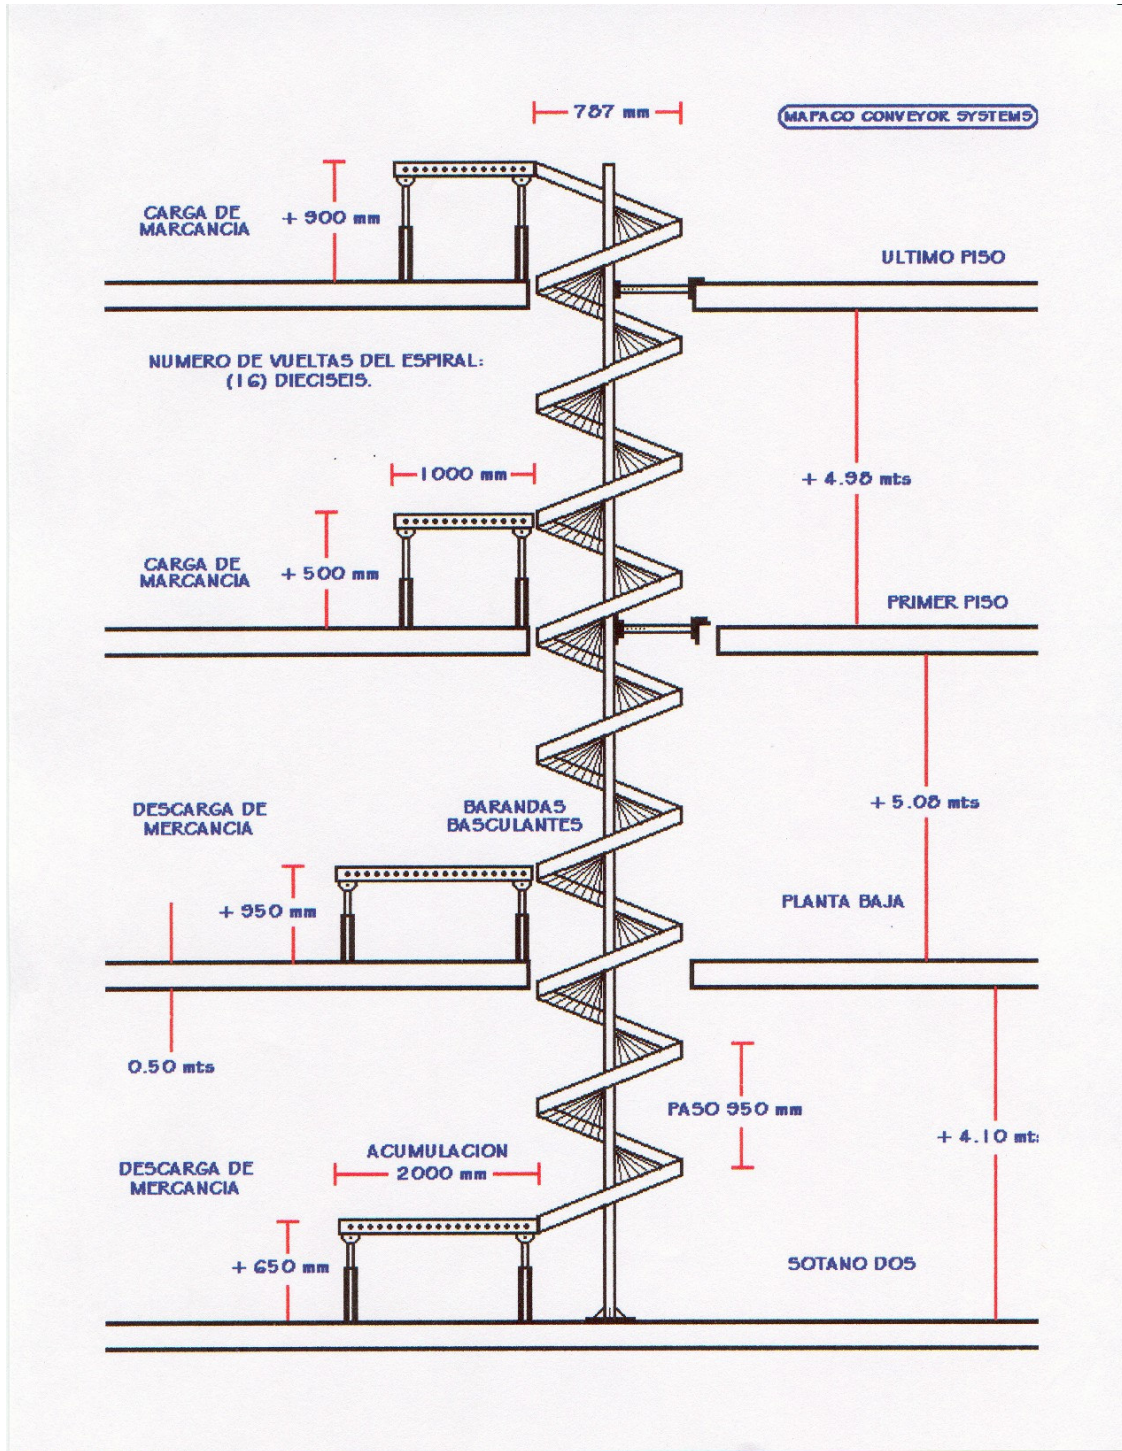 787 mm
MAPACO CONVEYOR SYSTEMS
CARGA DE
MARCANCIA
+ 900 mm
ULTIMO PISO
NUMERO DE VUELTAS DEL ESPIRAL:
(16) DIECISEIS.
1000 mm
+ 4.98 mts
CARGA DE
MARCANCIA
+ 500 mm
PRIMER PISO
DESCARGA DE
MERCANCIA
BARANDAS
BASCULANTES
+ 5.08 mts
+ 950 mm
PLANTA BAJA
0.50 mts
PASO 950 mm
+ 4.10 mts
ACUMULACION
2000 mm
DESCARGA DE
MERCANCIA
+ 650 mm
SOTANO DOS